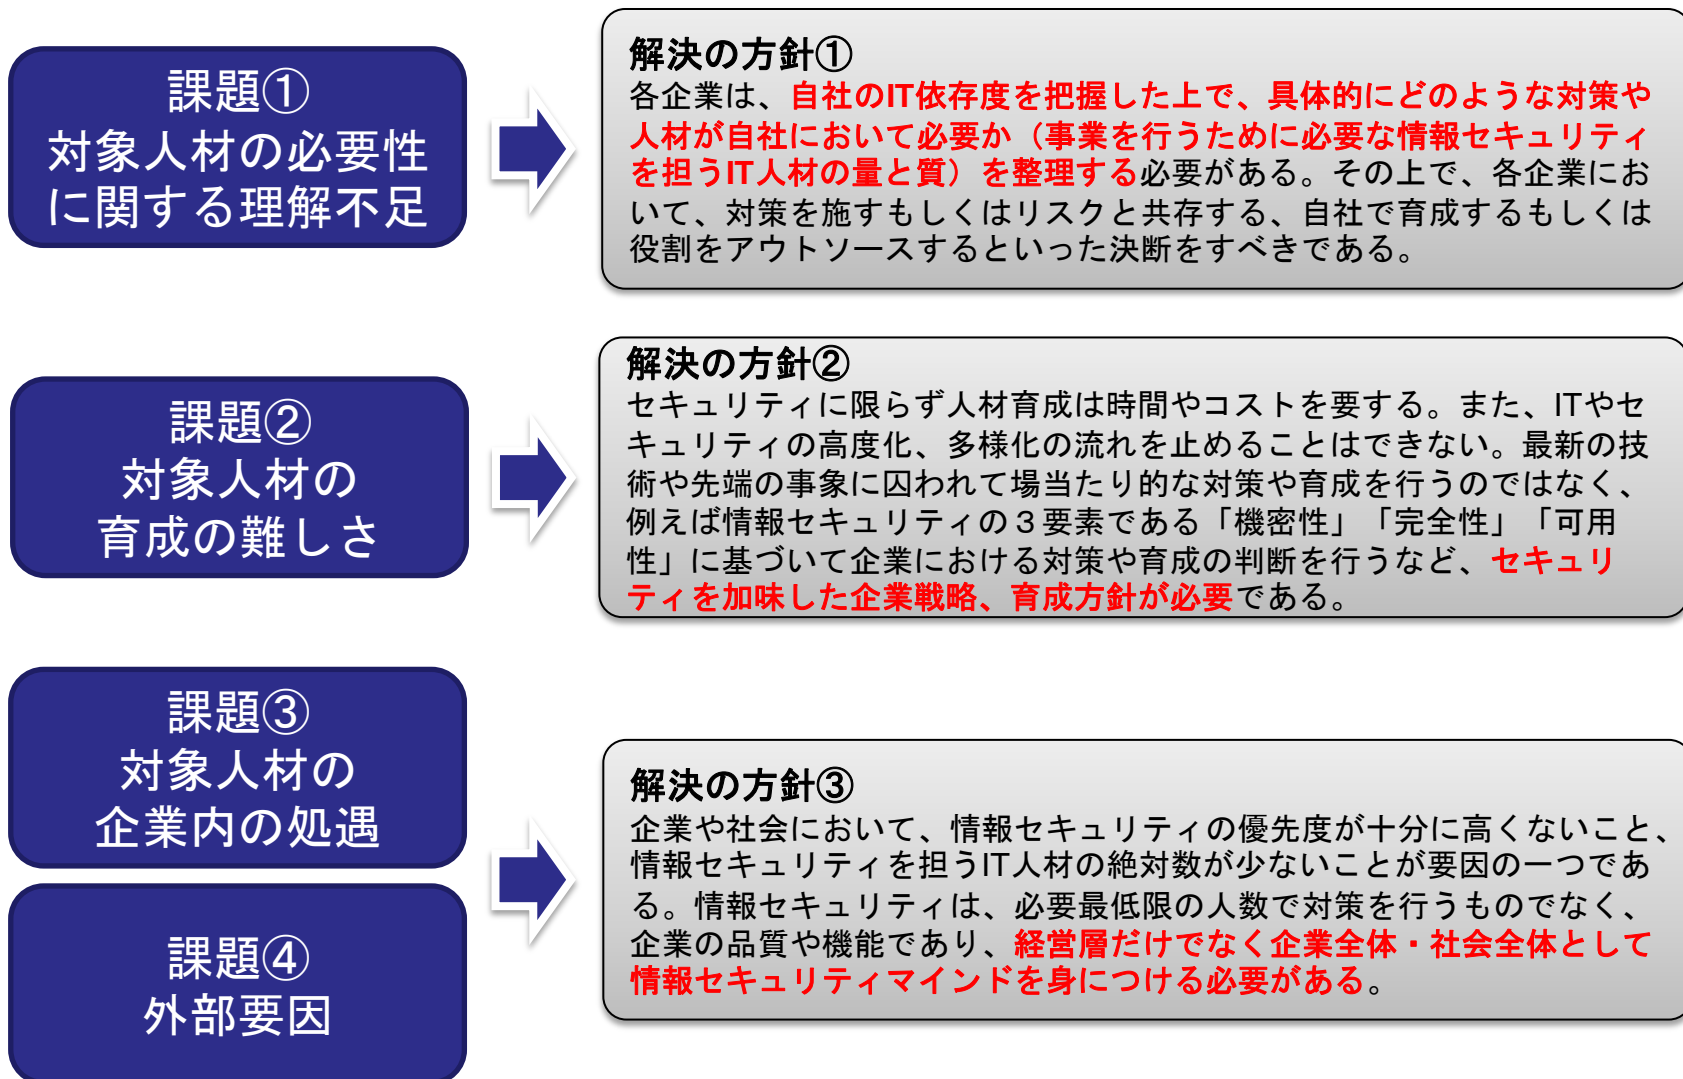 課題①
対象人材の必要性
に関する理解不足
解決の方針①
各企業は、自社のIT依存度を把握した上で、具体的にどのような対策や
人材が自社において必要か（事業を行うために必要な情報セキュリティ
を担うIT人材の量と質）を整理する必要がある。その上で、各企業にお
いて、対策を施すもしくはリスクと共存する、自社で育成するもしくは
役割をアウトソースするといった決断をすべきである。
課題②
対象人材の
育成の難しさ
解決の方針②
セキュリティに限らず人材育成は時間やコストを要する。また、ITやセ
キュリティの高度化、多様化の流れを止めることはできない。最新の技
術や先端の事象に囚われて場当たり的な対策や育成を行うのではなく、
例えば情報セキュリティの３要素である「機密性」「完全性」「可用
性」に基づいて企業における対策や育成の判断を行うなど、セキュリ
ティを加味した企業戦略、育成方針が必要である。
課題③
対象人材の
企業内の処遇
課題④
外部要因
解決の方針③
企業や社会において、情報セキュリティの優先度が十分に高くないこと、
情報セキュリティを担うIT人材の絶対数が少ないことが要因の一つであ
る。情報セキュリティは、必要最低限の人数で対策を行うものでなく、
企業の品質や機能であり、経営層だけでなく企業全体・社会全体として
情報セキュリティマインドを身につける必要がある。